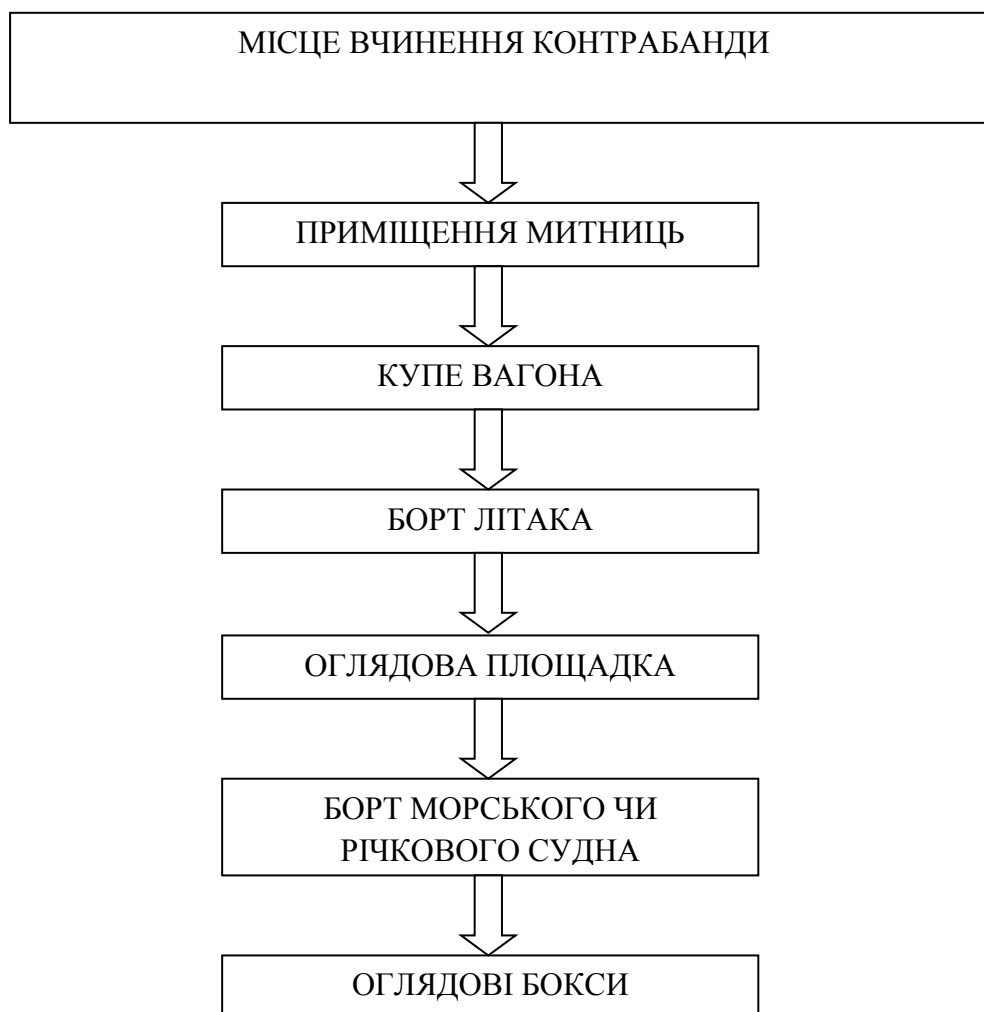 МІСЦЕ ВЧИНЕННЯ КОНТРАБАНДИ
ПРИМІЩЕННЯ МИТНИЦЬ
КУПЕ ВАГОНА
БОРТ ЛІТАКА
ОГЛЯДОВА ПЛОЩАДКА
БОРТ МОРСЬКОГО ЧИ
РІЧКОВОГО СУДНА
ОГЛЯДОВІ БОКСИ